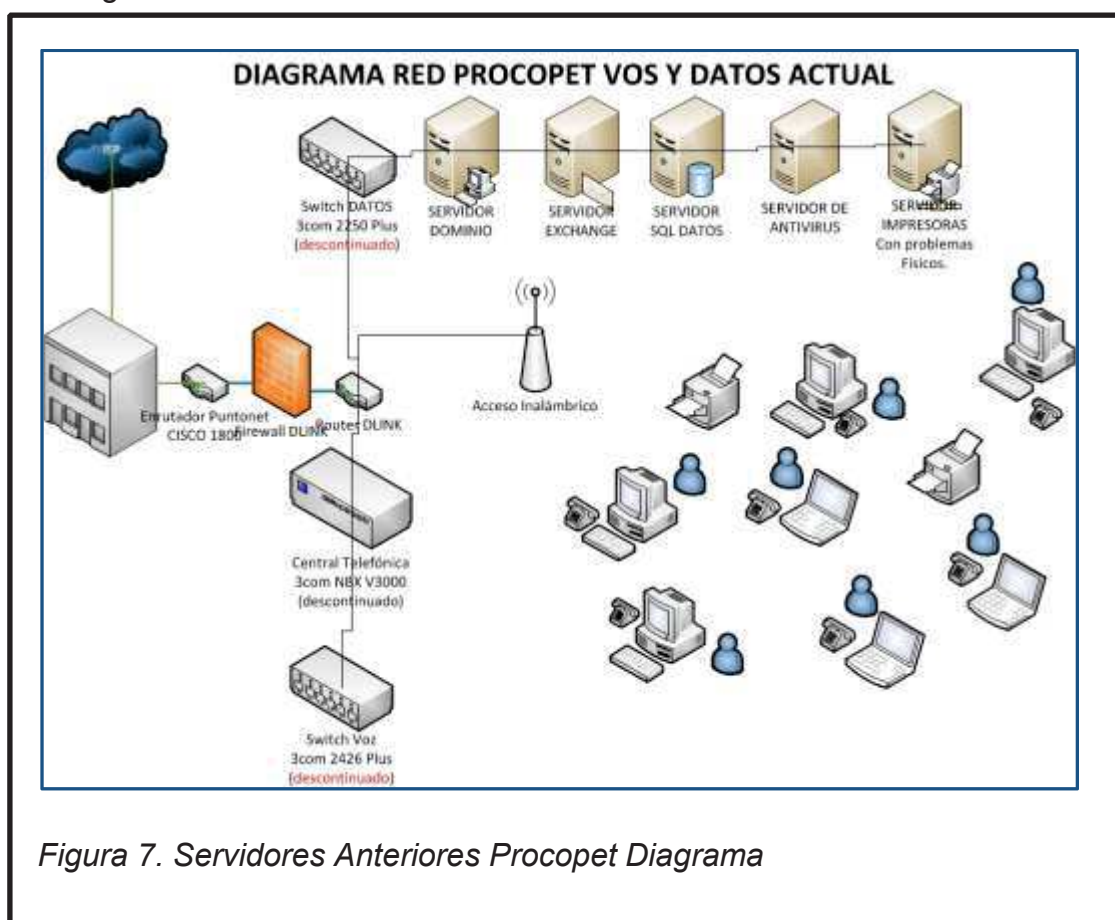 DIAGRAMA RED PROCOPET VOS Y DATOS ACTUAL
Switch DATOS
3com 2250 Plus
(descontinuado)
SERVIDOR
DOMINIO
SERVIDOR
EXCHANGE
SERVIDOR
SQL DATOS
SERVIDOR DE
ANTIVIRUS
SERVIDOR
IMPRESORAS
Con problemas
Físicos.
Acceso Inalámbrico
Enrutador Puntonet
CISCO 1800
Firewall DLINK
Router DLINK
Central Telefónica
3com NBX V3000
(descontinuado)
Switch Voz
3com 2426 Plus
(descontinuado)
Figura 7. Servidores Anteriores Procopet Diagrama